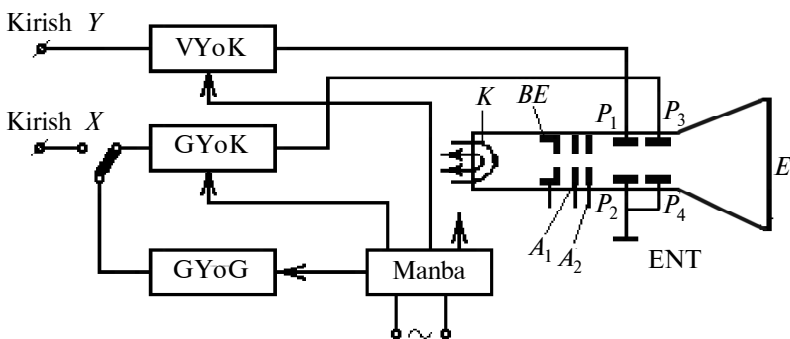 Kirish Y
VYoK
Kirish X
GYoK
GYoG
Manba
~
K
BE
P1
P3
E
P2
P4
A1
A2
ENT